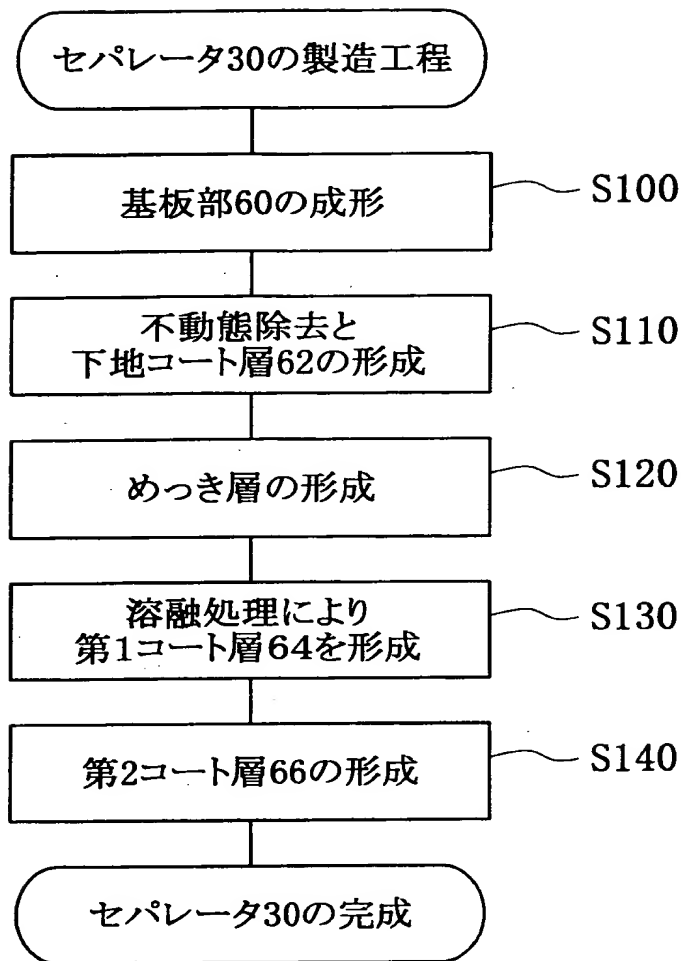 セパレータ30の製造工程
基板部60の成形
S100
不動態除去と
下地コート層62の形成
S110
めっき層の形成
S120
溶融処理により
第1コート層64を形成
S130
第2コート層66の形成
S140
セパレータ30の完成